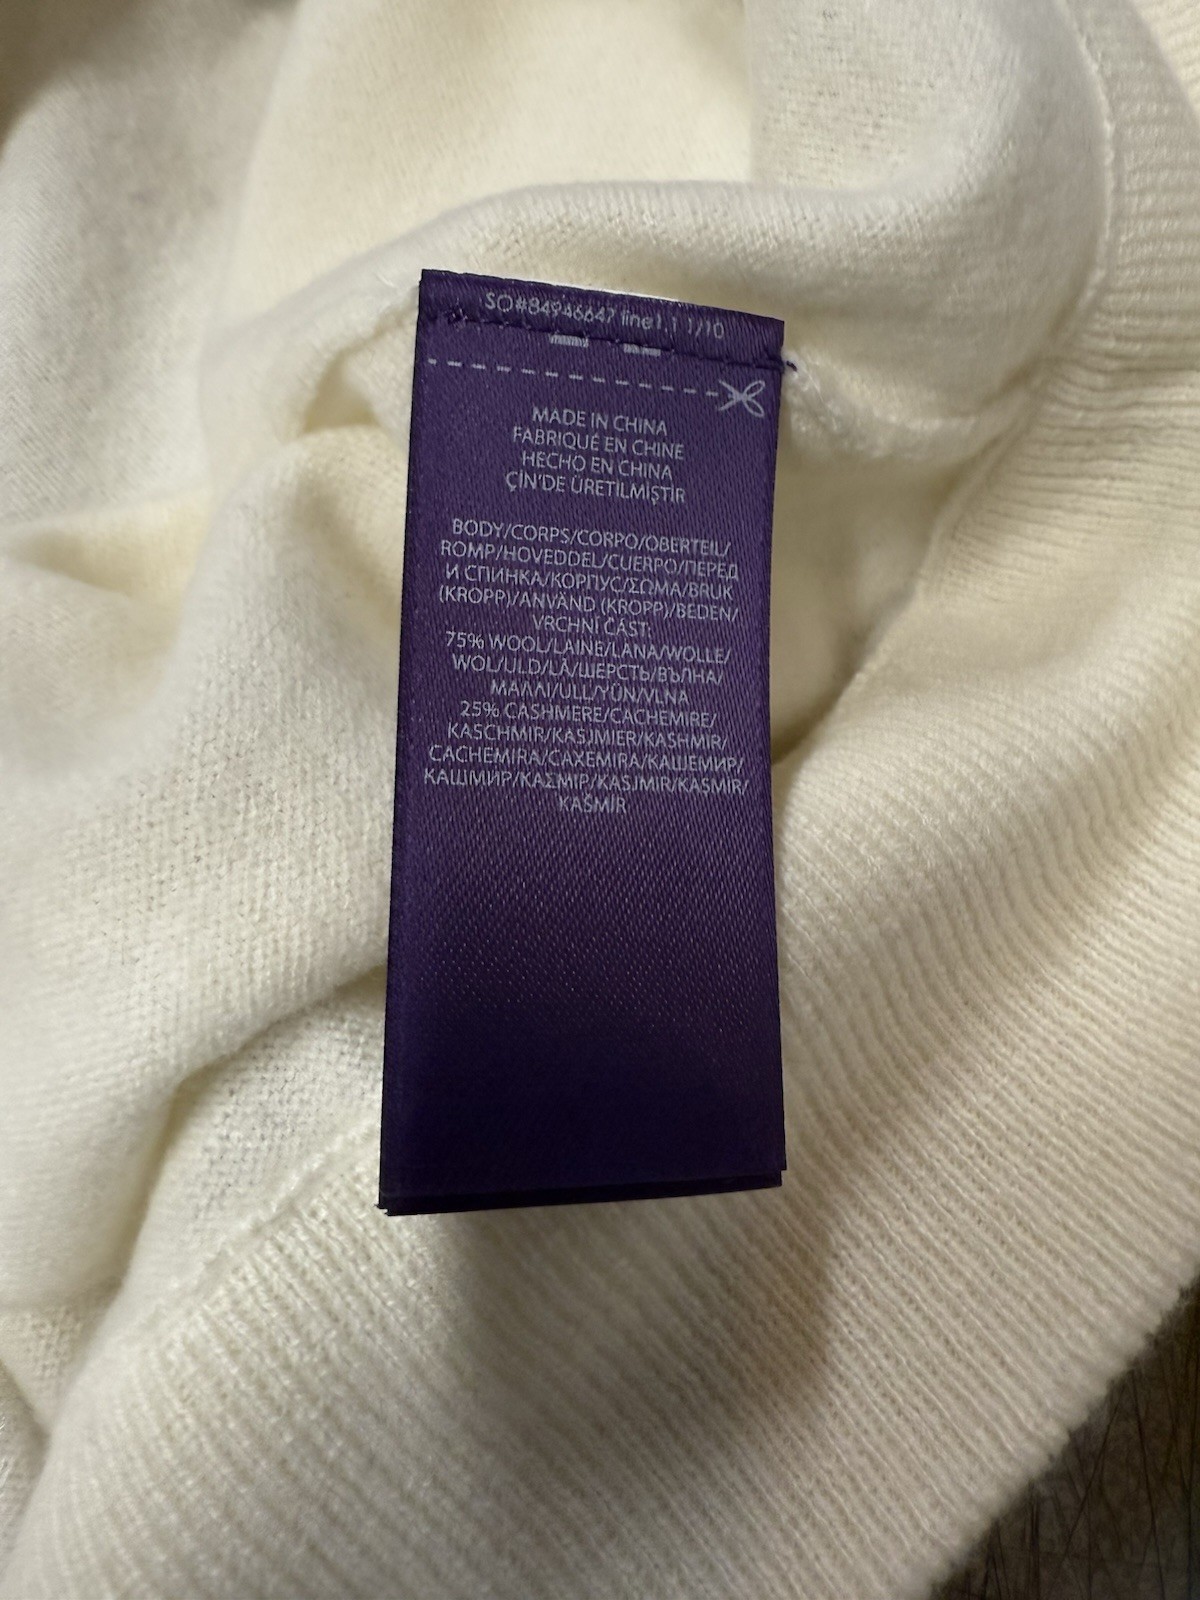 SO#84946647 line1.1 1/10
MADE IN CHINA
FABRIQUÉ EN CHINE
HECHO EN CHINA
ÇİN'DE ÜRETİLMİŞTİR
BODY/CORPS/CORPO/OBERTEIL/
ROMP/HOVEDDEL/CUERPO/ПЕРЕД
И СПИНКА/КОРПУС/ΣΩΜΑ/BRUK
(KROPP)/ANVÄND (KROPP)/BEDEN/
VRCHNÍ ČÁST:
75% WOOL/LAINE/LANA/WOLLE/
WOL/ULD/LÃ/ШЕРСТЬ/ВЪЛНА/
ΜΑΛΛΙ/ULL/YÜN/VLNA
25% CASHMERE/CACHEMIRE/
KASCHMIR/KASJMIER/KASHMIR/
CACHEMIRA/CAXEMIRA/КАШЕМИР/
КАШМИР/ΚΑΣΜΙΡ/KASJMIR/KAŞMİR/
KAŠMÍR